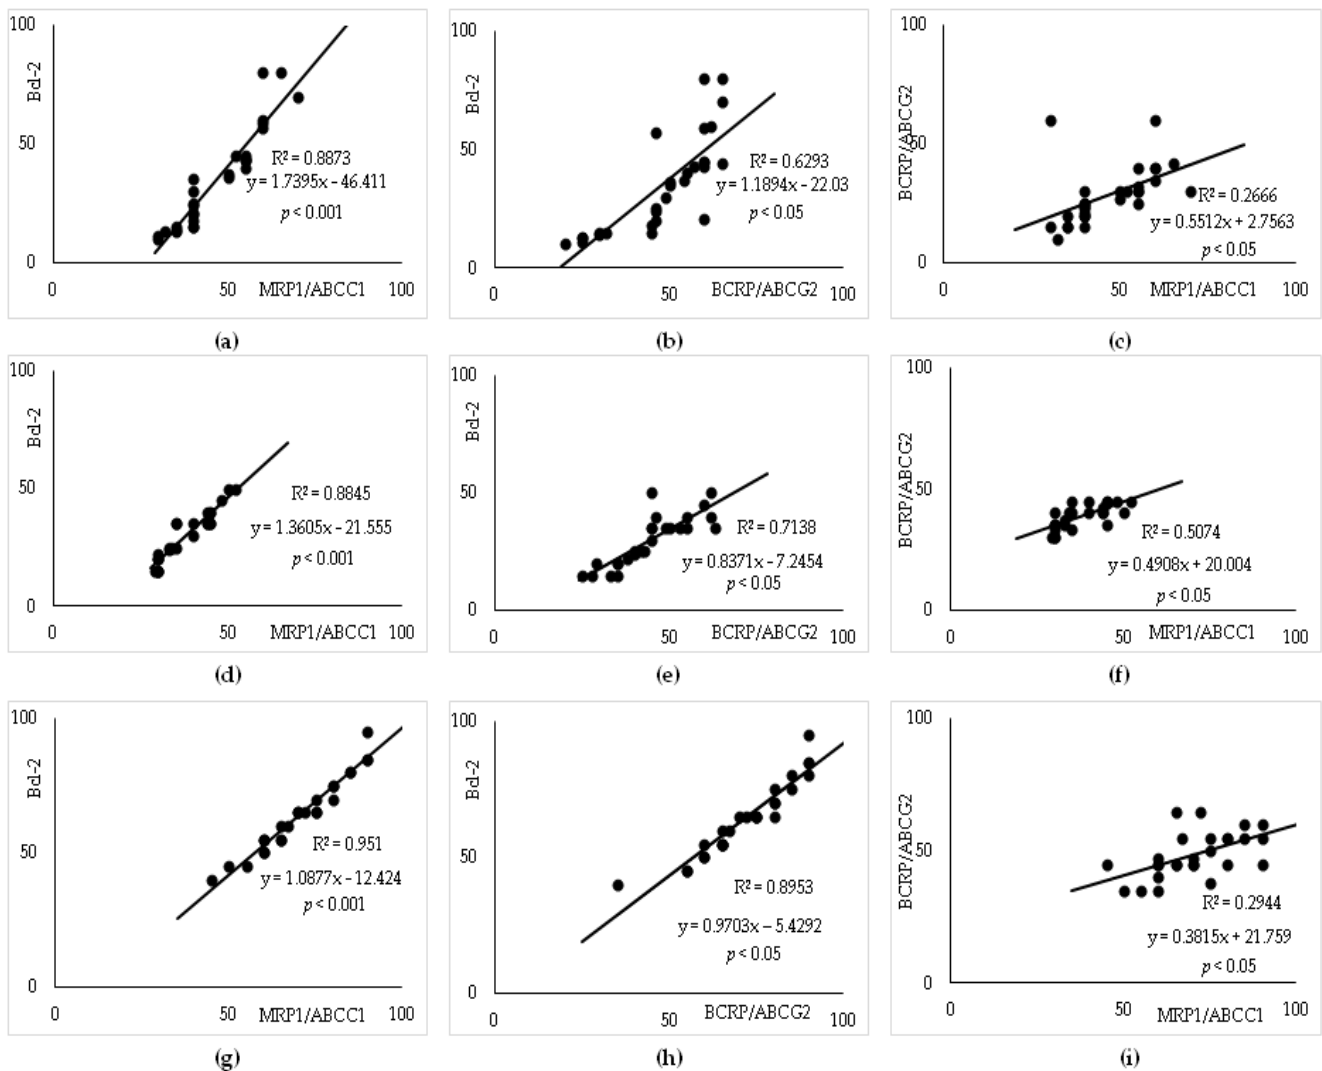 100
Bcl-2
50
R² = 0.8873
y = 1.7395x – 46.411
p < 0.001
0
0 50 MRP1/ABCC1 100
(a)
100
Bcl-2
50
R² = 0.6293
y = 1.1894x – 22.03
p < 0.05
0
0 50 BCRP/ABCG2 100
(b)
100
BCRP/ABCG2
50
R² = 0.2666
y = 0.5512x + 2.7563
p < 0.05
0
0 50 MRP1/ABCC1 100
(c)
100
Bcl-2
50
R² = 0.8845
y = 1.3605x – 21.555
p < 0.001
0
0 50 MRP1/ABCC1 100
(d)
100
Bcl-2
50
R² = 0.7138
y = 0.8371x – 7.2454
p < 0.05
0
0 50 BCRP/ABCG2 100
(e)
100
BCRP/ABCG2
50
R² = 0.5074
y = 0.4908x + 20.004
p < 0.05
0
0 50 MRP1/ABCC1 100
(f)
100
Bcl-2
50
R² = 0.951
y = 1.0877x – 12.424
p < 0.001
0
0 50 MRP1/ABCC1 100
(g)
100
Bcl-2
50
R² = 0.8953
y = 0.9703x – 5.4292
p < 0.05
0
0 50 BCRP/ABCG2 100
(h)
100
BCRP/ABCG2
50
R² = 0.2944
y = 0.3815x + 21.759
p < 0.05
0
0 50 MRP1/ABCC1 100
(i)